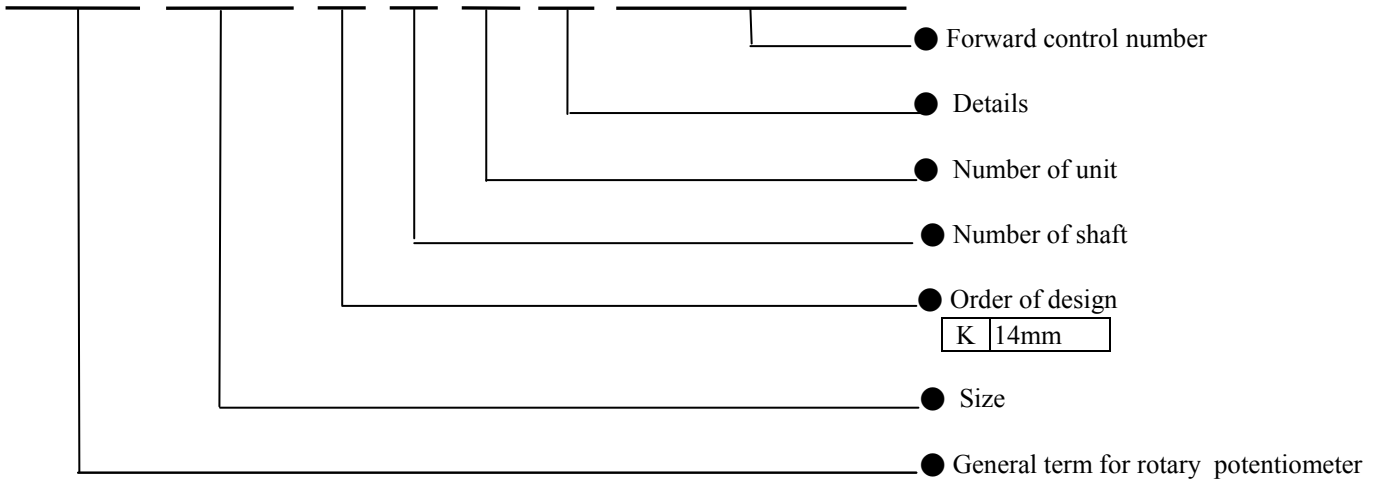 ● Forward control number
● Details
● Number of unit
● Number of shaft
● Order of design
K 14mm
● Size
● General term for rotary potentiometer